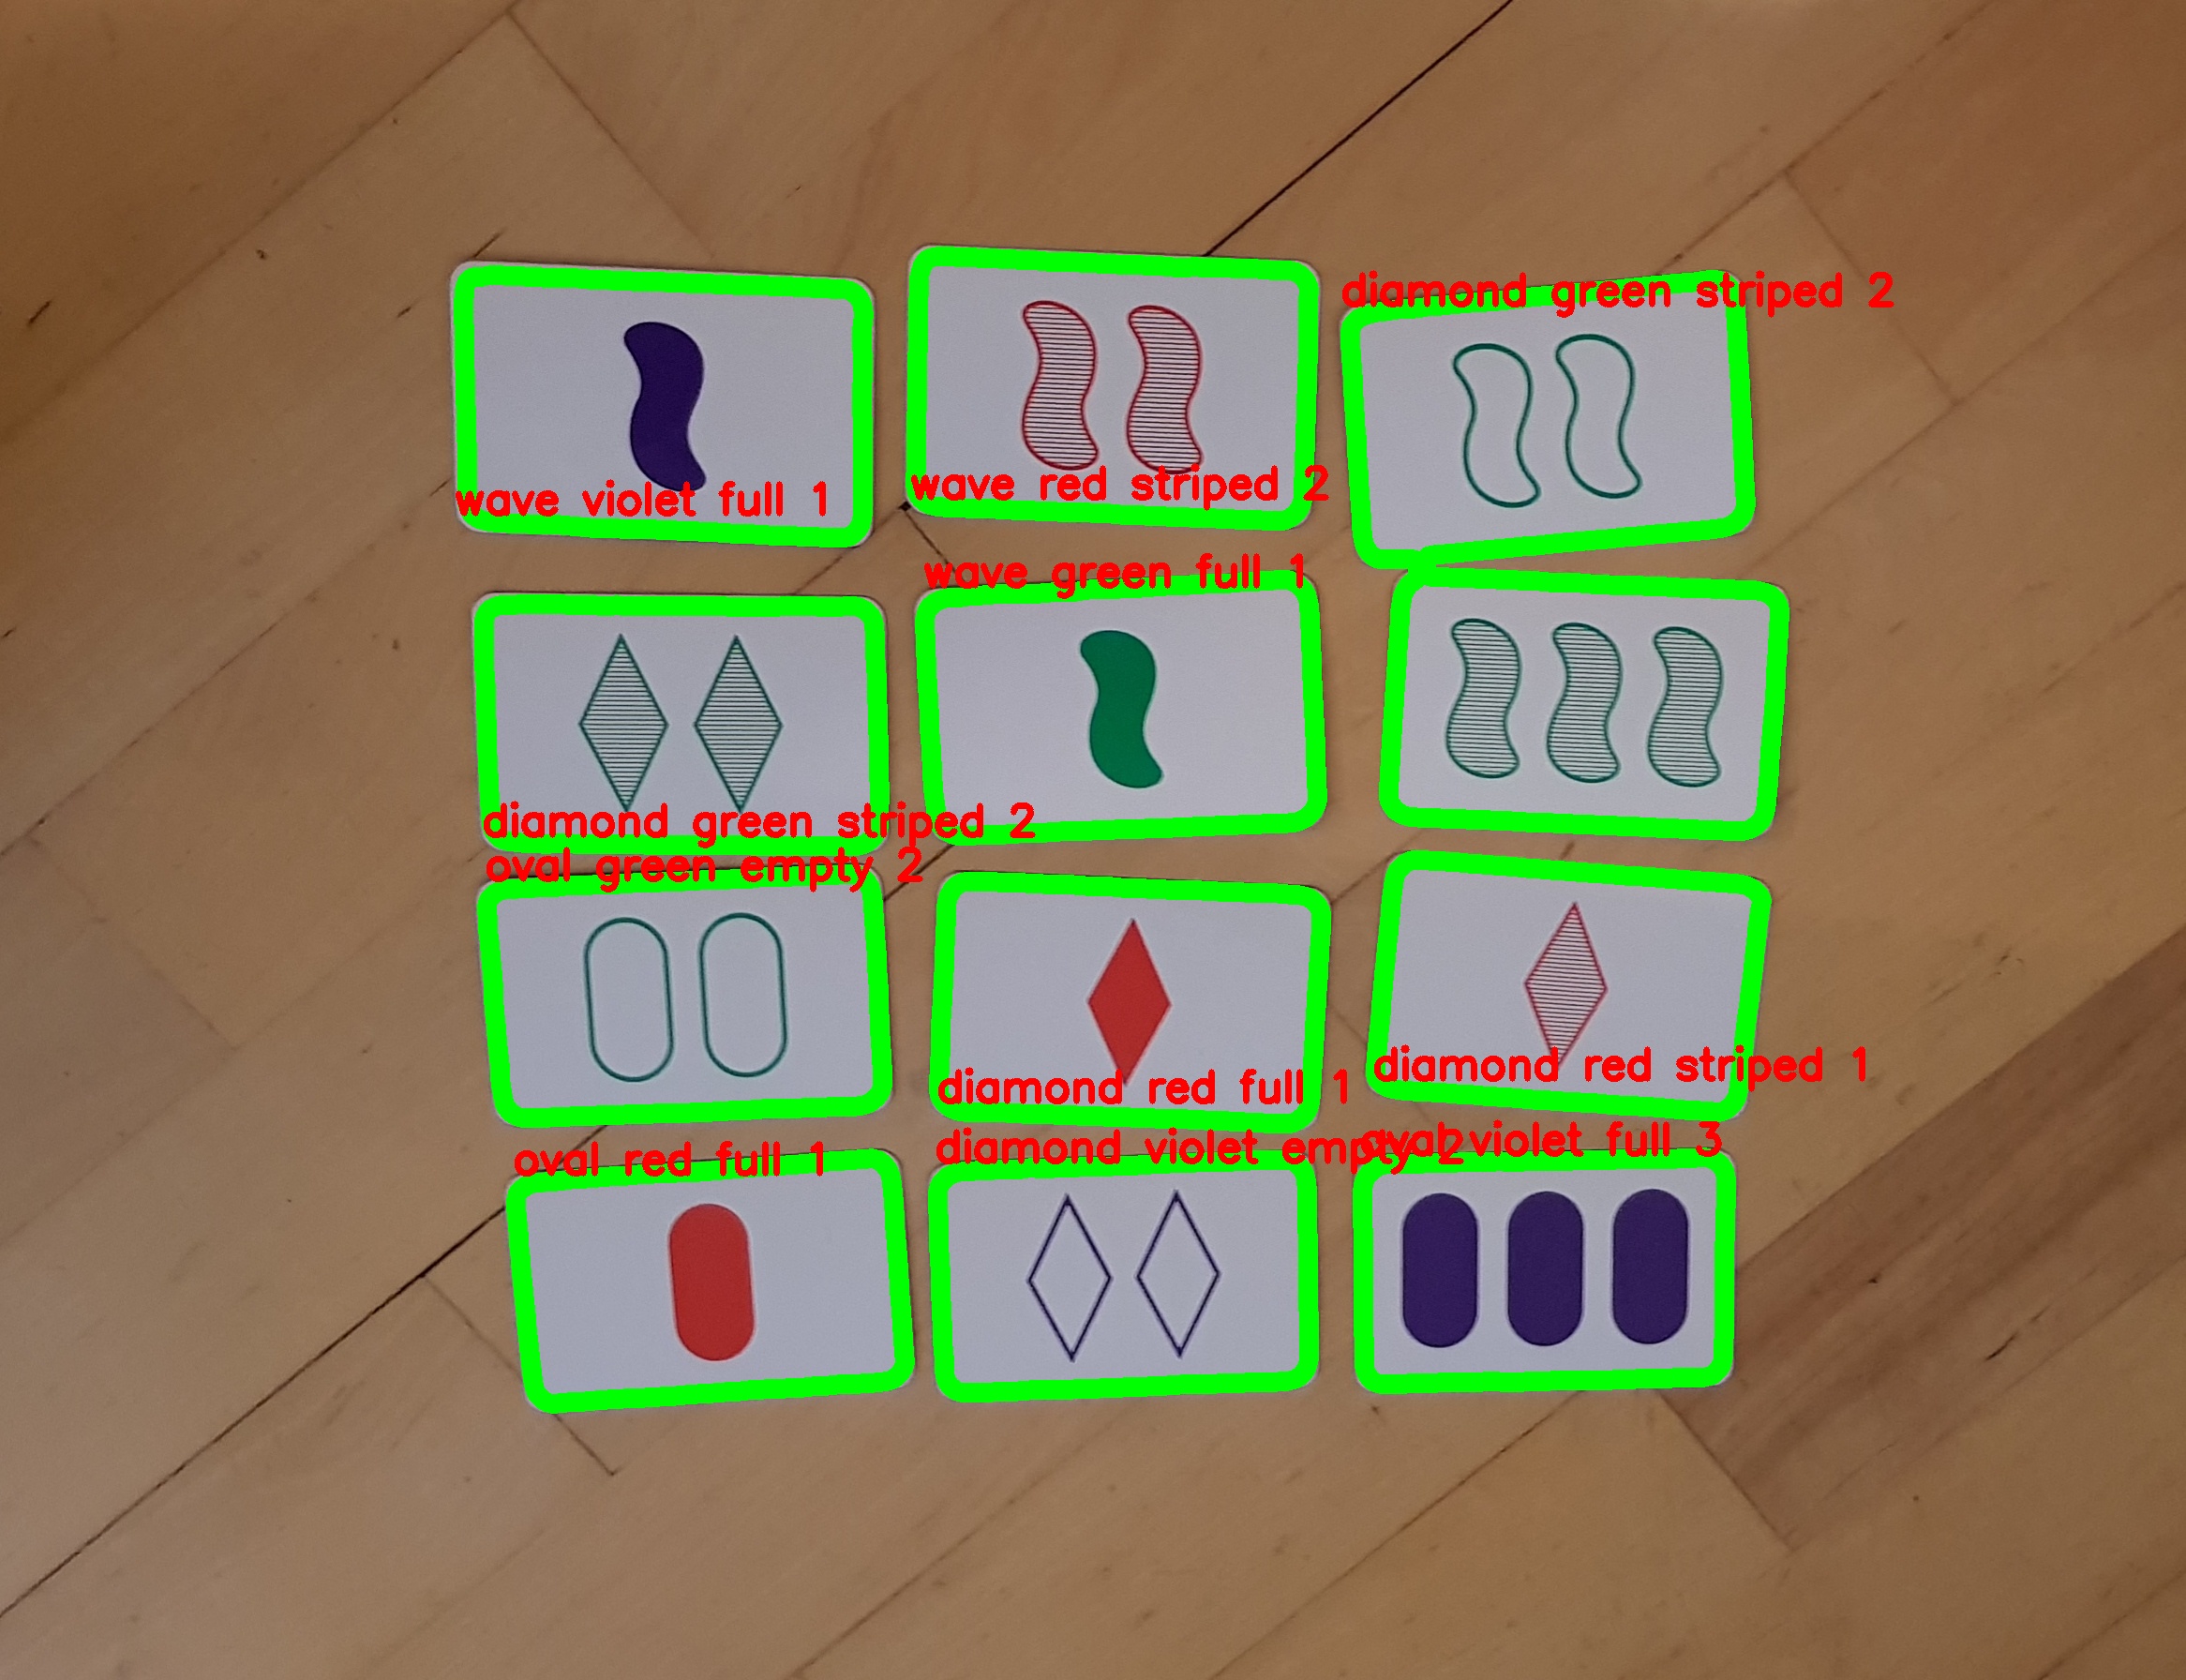 wave violet full 1
wave red striped 2
diamond green striped 2
diamond green striped 2
wave green full 1
oval green empty 2
diamond red full 1
diamond red striped 1
oval red full 1
diamond violet empty 2
oval violet full 3